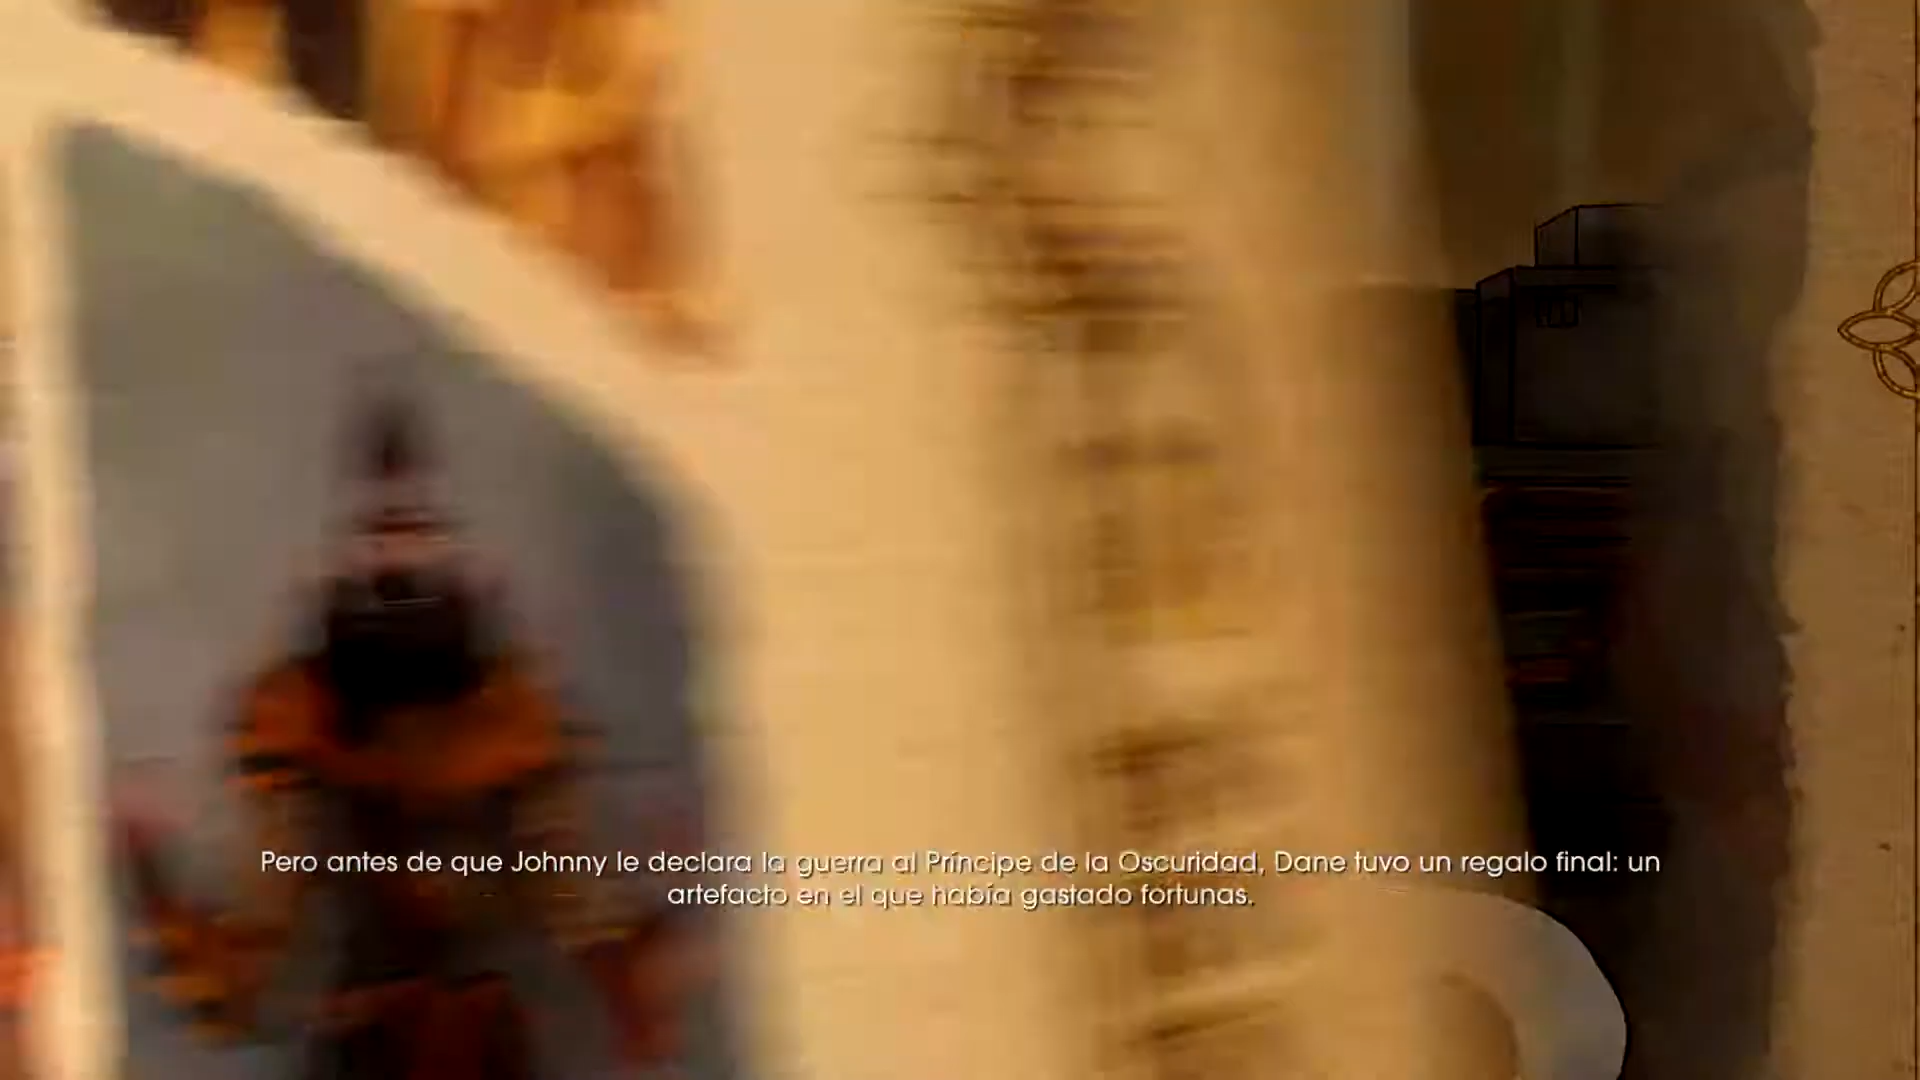 Pero antes de que Johnny le declara la guerra al Príncipe de la Oscuridad, Dane tuvo un regalo final: un
artefacto en el que había gastado fortunas.